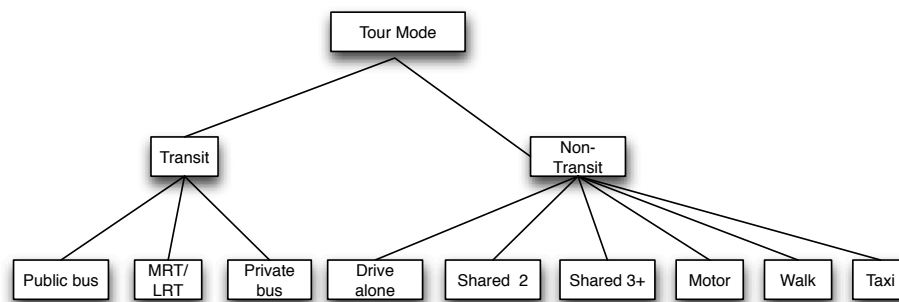 Tour Mode
Transit
Non-
Transit
Public bus
MRT/
LRT
Private
bus
Drive
alone
Shared 2
Shared 3+
Motor
Walk
Taxi